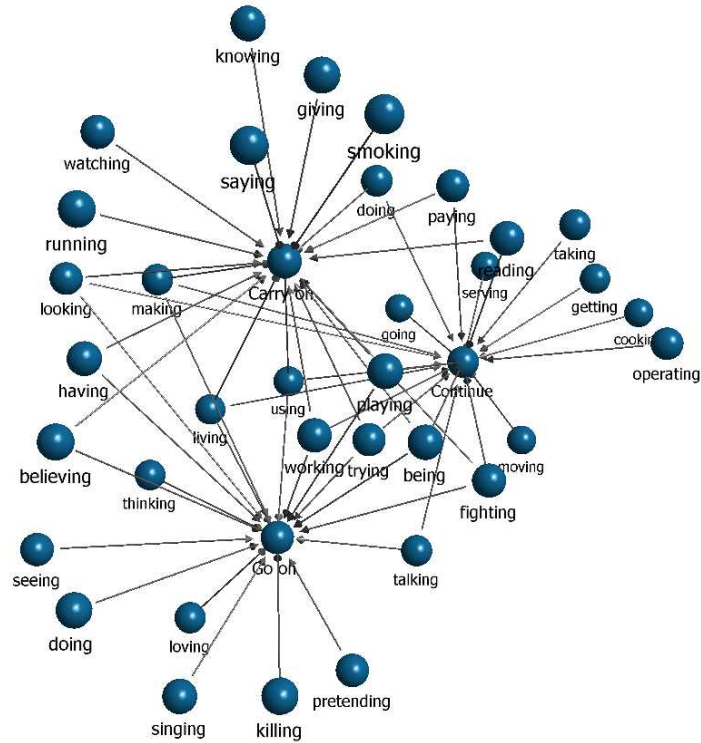 knowing
giving
smoking
watching
saying
doing
paying
running
reading
taking
serving
looking
making
Carry on
getting
going
cooking
operating
having
using
playing
Continue
living
working
trying
being
moving
believing
thinking
fighting
Go on
seeing
talking
doing
loving
pretending
singing
killing